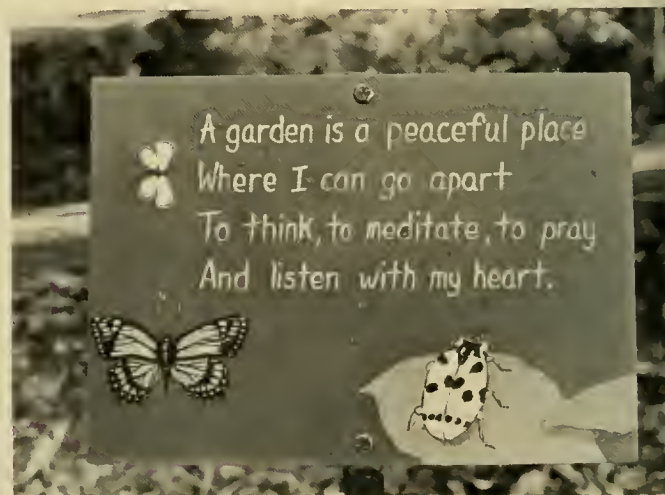 A garden is a peaceful place
Where I can go apart
To think, to meditate, to pray
And listen with my heart.